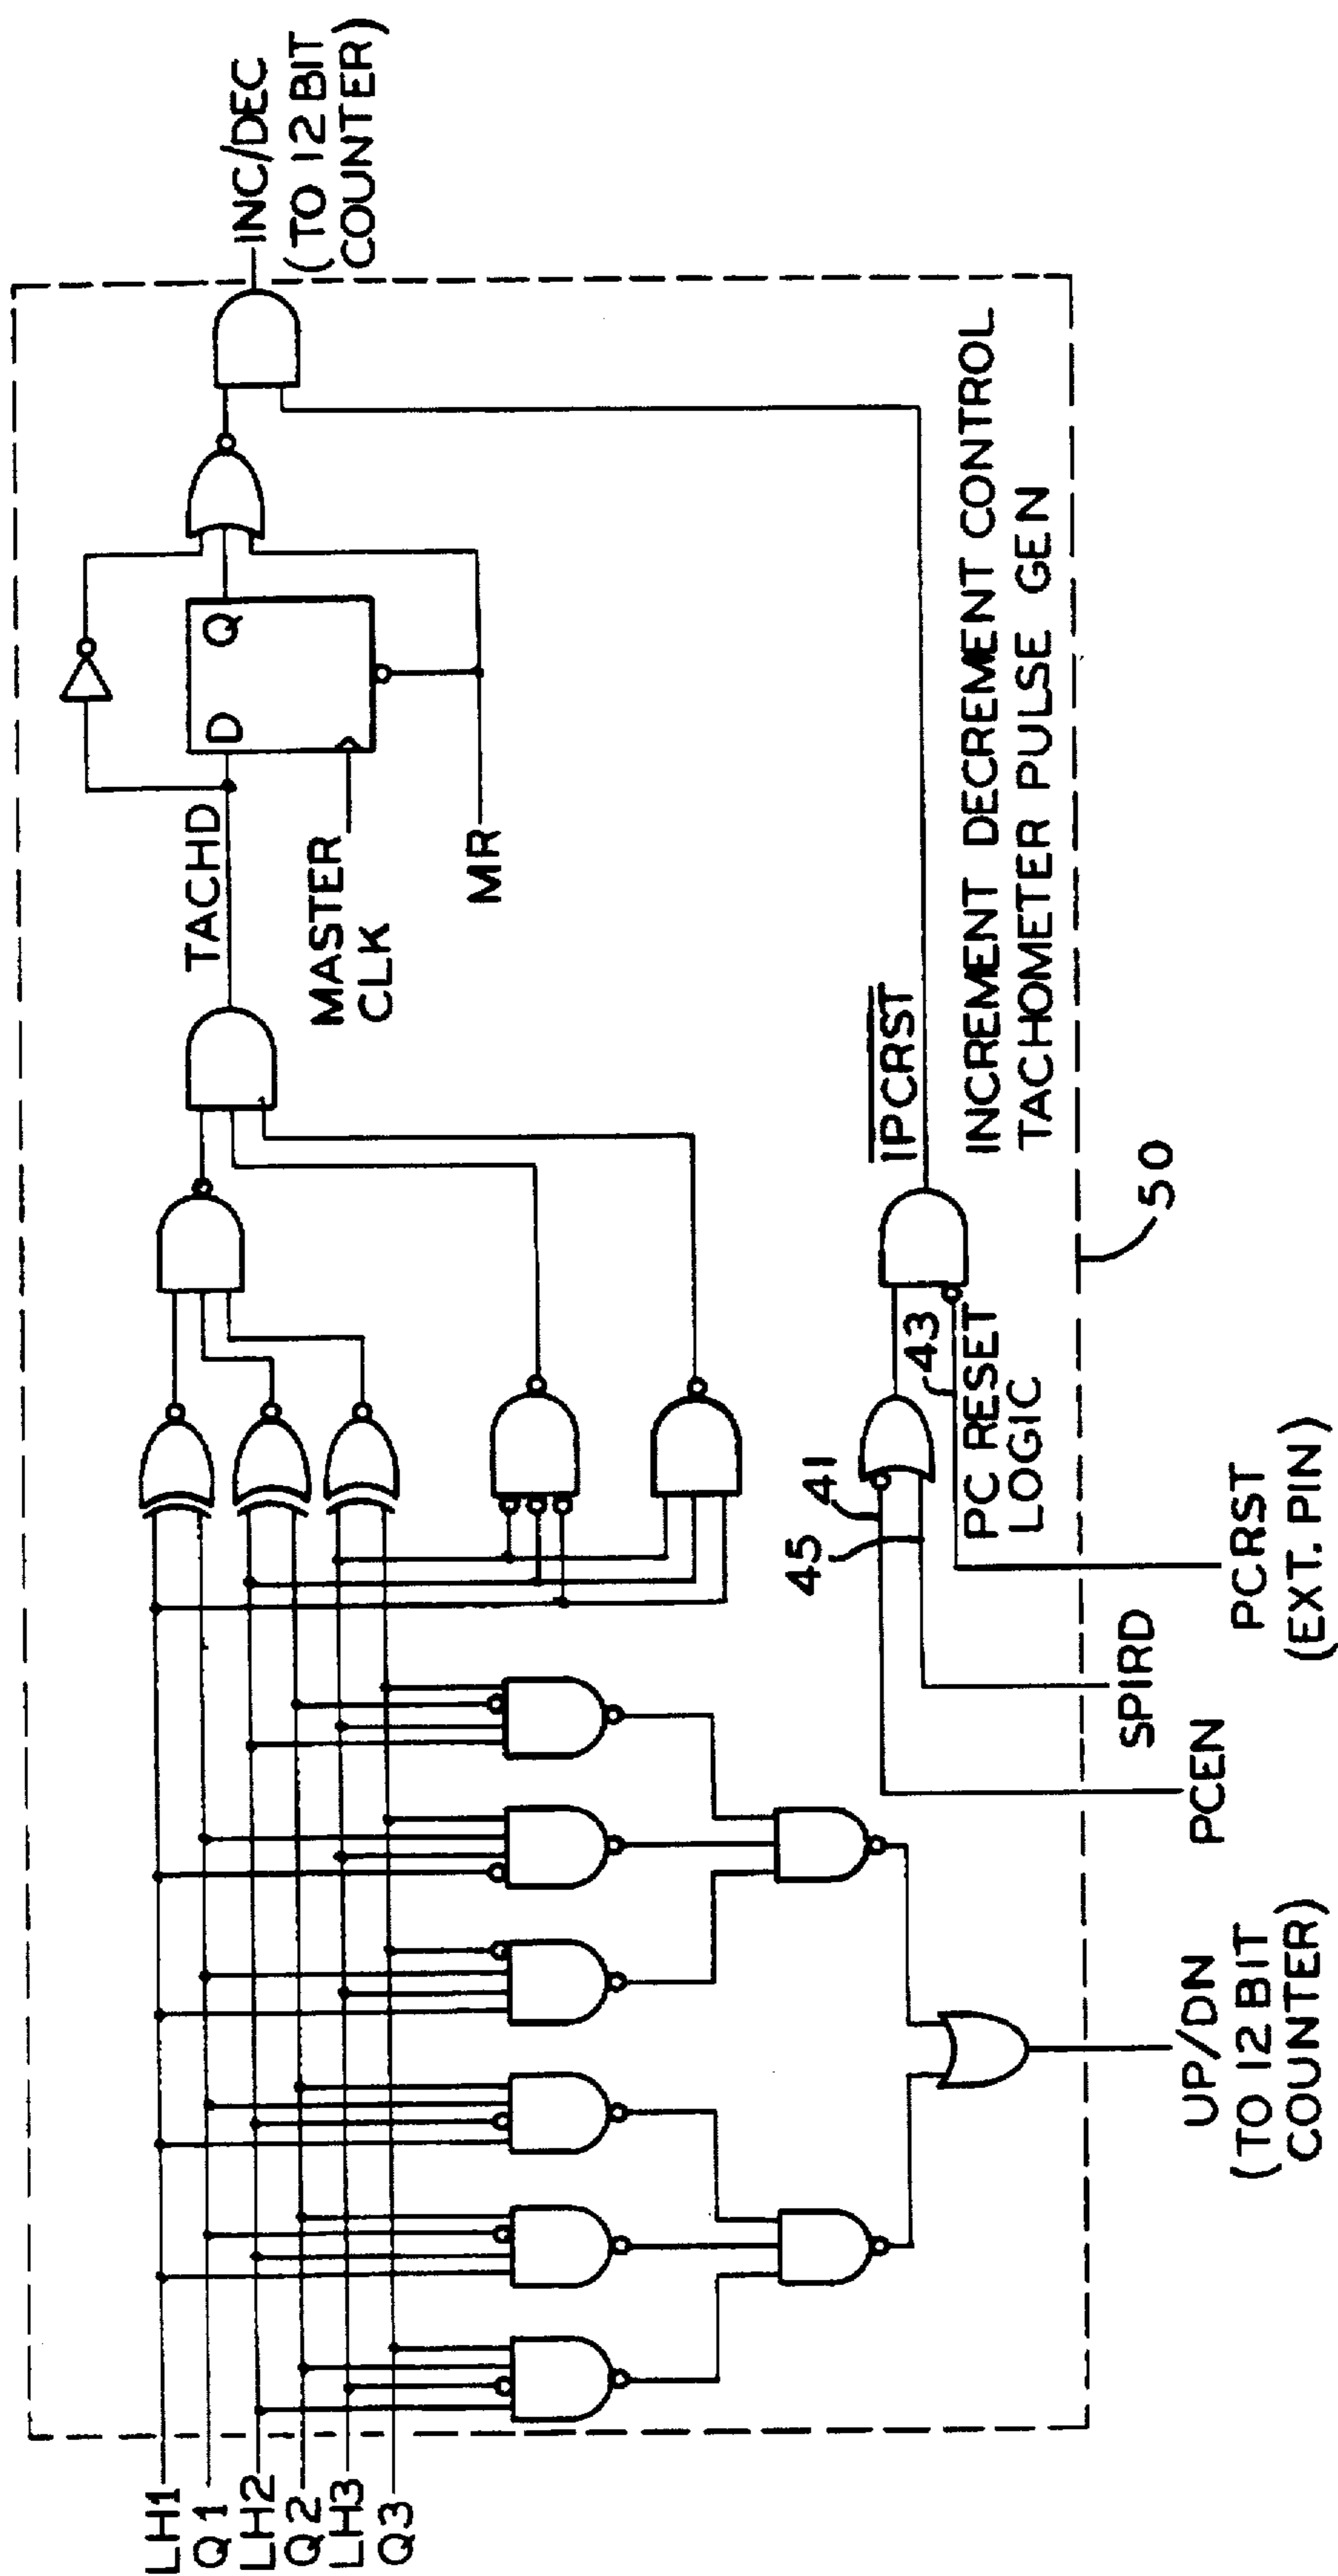 LH1
Q1
LH2
Q2
LH3
Q3
TACHD
D
Q
MASTER
CLK
MR
INC/DEC
(TO 12 BIT
COUNTER)
IPCRST
INCREMENT DECREMENT CONTROL
TACHOMETER PULSE GEN
41
45
43
PC RESET
LOGIC
50
UP/DN
(TO 12 BIT
COUNTER)
PCEN
SPIRD
PCRST
(EXT. PIN)